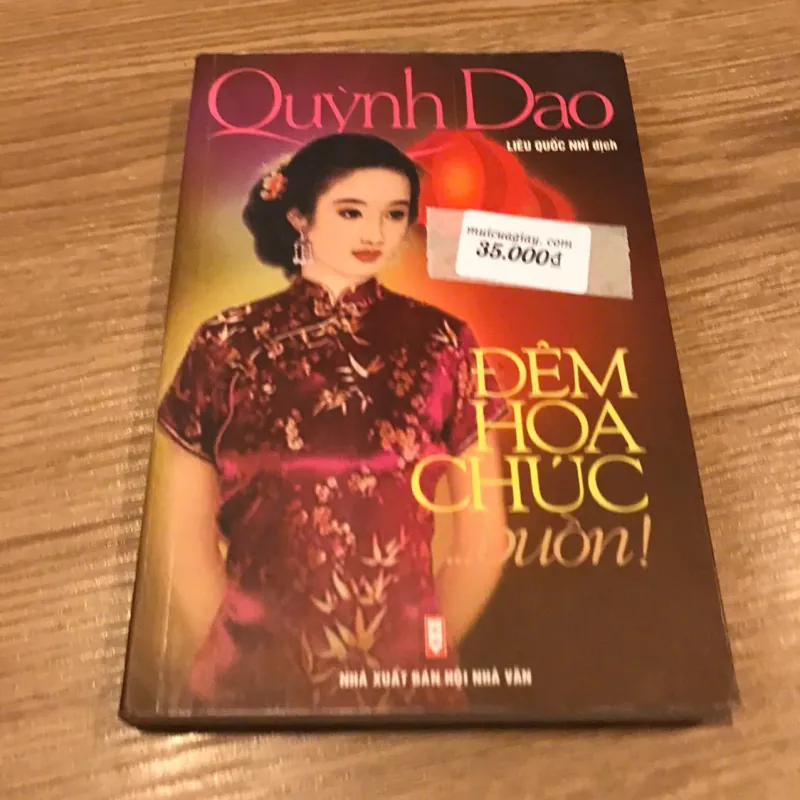 Quỳnh Dao
LIÊU QUỐC NHĨ dịch
muicuagiay. com
35.000đ
ĐÊM
HOA
CHÚC
...buồn!
NHÀ XUẤT BẢN HỘI NHÀ VĂN